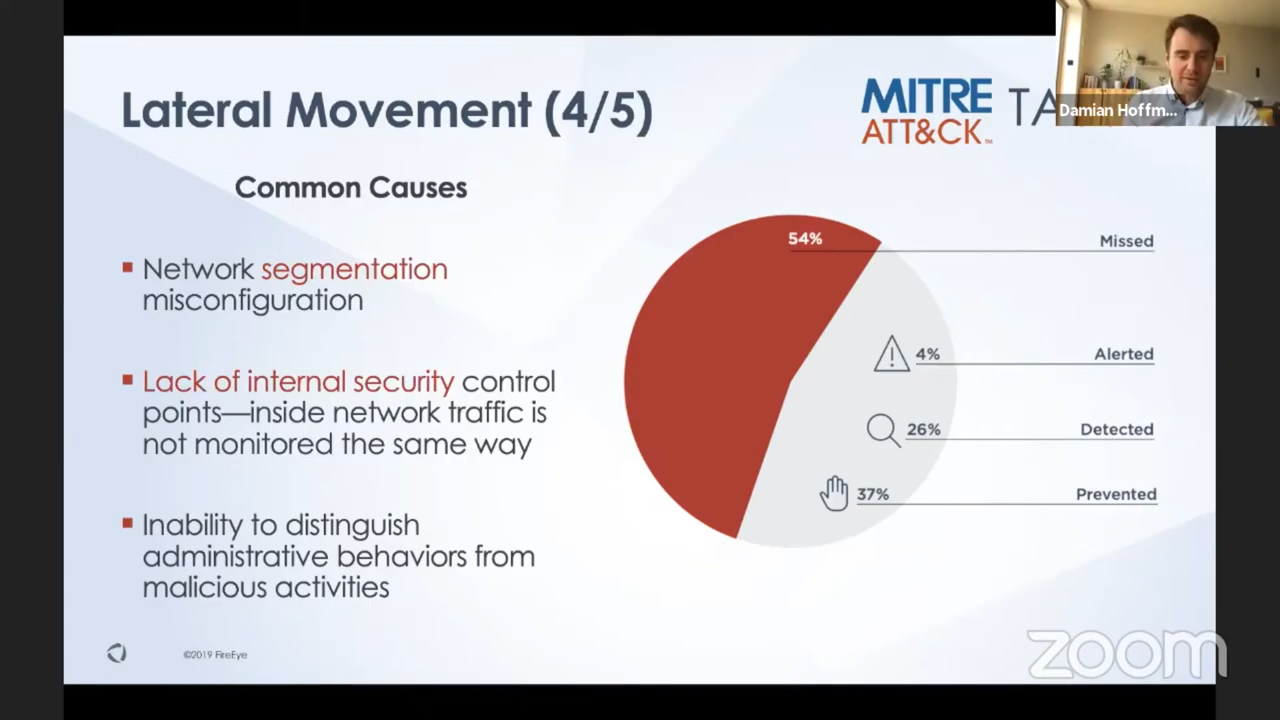 Lateral Movement (4/5)
MITRE
ATT&CK™
TA
Damian Hoffm...
Common Causes
Network segmentation
misconfiguration
Lack of internal security control
points—inside network traffic is
not monitored the same way
Inability to distinguish
administrative behaviors from
malicious activities
54% Missed
4% Alerted
26% Detected
37% Prevented
©2019 FireEye
zoom